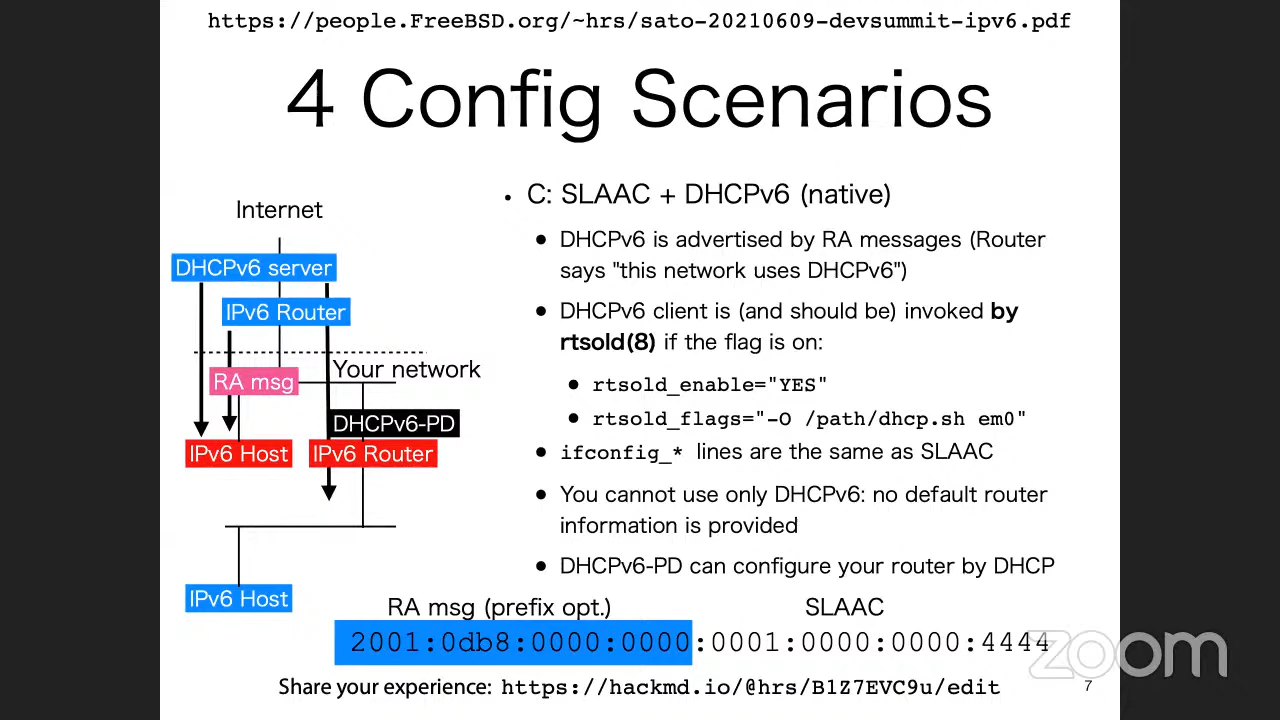 https://people.FreeBSD.org/~hrs/sato-20210609-devsummit-ipv6.pdf
4 Config Scenarios
Internet
DHCPv6 server
IPv6 Router
Your network
RA msg
DHCPv6-PD
IPv6 Host
IPv6 Router
IPv6 Host
• C: SLAAC + DHCPv6 (native)
• DHCPv6 is advertised by RA messages (Router
says "this network uses DHCPv6")
• DHCPv6 client is (and should be) invoked by
rtsold(8) if the flag is on:
• rtsold_enable="YES"
• rtsold_flags="-O /path/dhcp.sh em0"
• ifconfig_* lines are the same as SLAAC
• You cannot use only DHCPv6: no default router
information is provided
• DHCPv6-PD can configure your router by DHCP
RA msg (prefix opt.)
SLAAC
2001:0db8:0000:0000:0001:0000:0000:4444
zoom
Share your experience: https://hackmd.io/@hrs/B1Z7EVC9u/edit
7